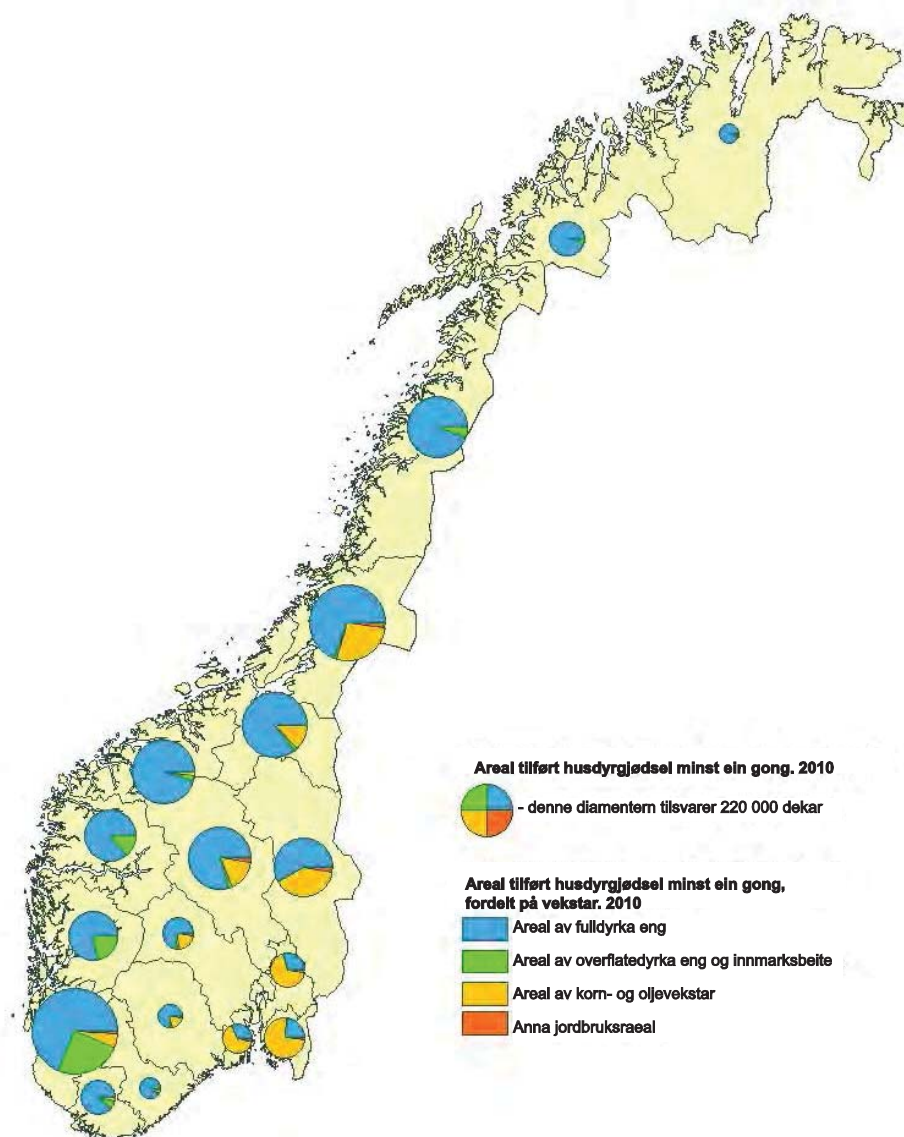 Areal tilført husdyrgjødsel minst ein gong. 2010
- denne diamentern tilsvarer 220 000 dekar
Areal tilført husdyrgjødsel minst ein gong,
fordelt på vekstar. 2010
Areal av fulldyrka eng
Areal av overflatedyrka eng og innmarksbeite
Areal av korn- og oljevekstar
Anna jordbruksraeal